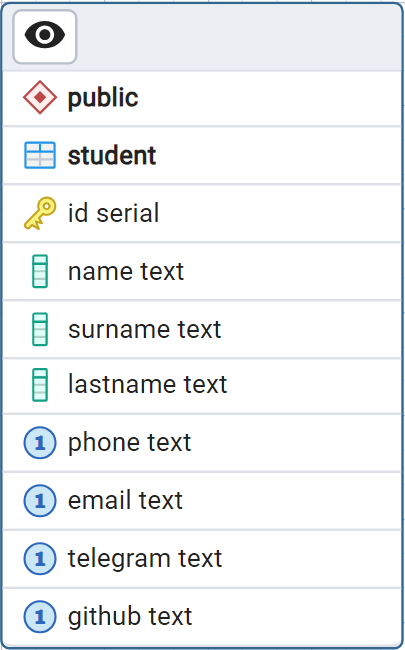 public
student
id serial
name text
surname text
lastname text
1 phone text
1 email text
1 telegram text
1 github text